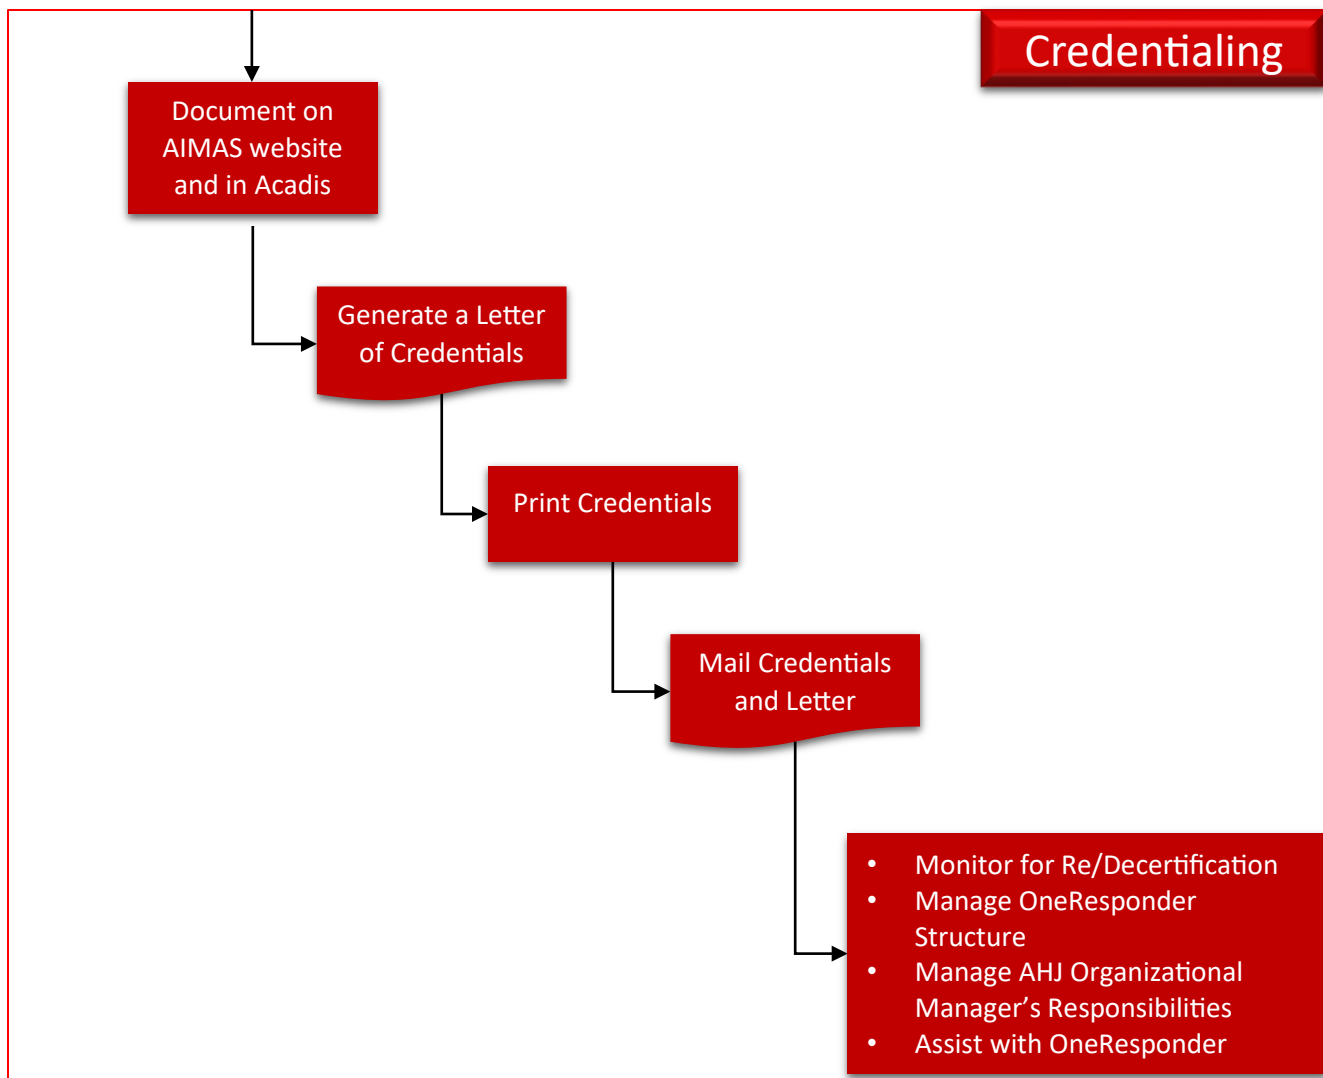 Credentialing
Document on
AIMAS website
and in Acadis
Generate a Letter
of Credentials
Print Credentials
Mail Credentials
and Letter
• Monitor for Re/Decertification
• Manage OneResponder
Structure
• Manage AHJ Organizational
Manager’s Responsibilities
• Assist with OneResponder